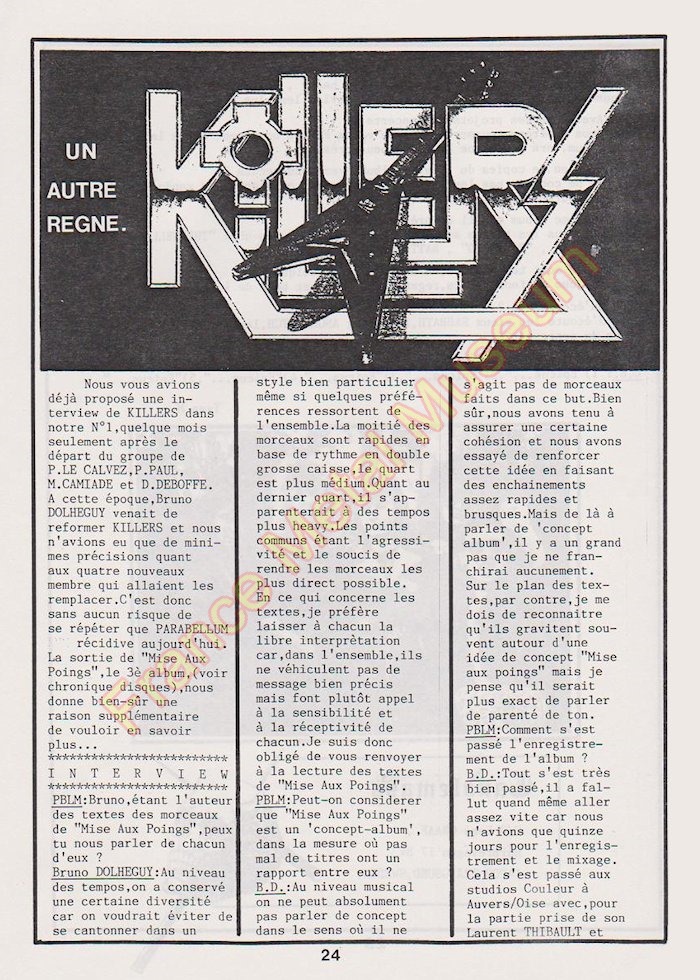 UN
AUTRE
REGNE.
KILLERS
Nous vous avions
déjà proposé une in-
terview de KILLERS dans
notre N°1,quelque mois
seulement après le
départ du groupe de
P.LE CALVEZ,P.PAUL,
M.CAMIADE et D.DEBOFFE.
A cette époque,Bruno
DOLHEGUY venait de
reformer KILLERS et nous
n'avions eu que de mini-
mes précisions quant
aux quatre nouveaux
membre qui allaient les
remplacer.C'est donc
sans aucun risque de
se répéter que PARABELLUM
récidive aujourd'hui.
La sortie de "Mise Aux
Poings",le 3è album,(voir
chronique disques),nous
donne bien-sûr une
raison supplémentaire
de vouloir en savoir
plus...
**************************
I N T E R V I E W
**************************
PBLM:Bruno,étant l'auteur
des textes des morceaux
de "Mise Aux Poings",peux
tu nous parler de chacun
d'eux ?
Bruno DOLHEGUY:Au niveau
des tempos,on a conservé
une certaine diversité
car on voudrait éviter de
se cantonner dans un
style bien particulier
même si quelques préfé-
rences ressortent de
l'ensemble.La moitié des
morceaux sont rapides en
base de rythme en double
grosse caisse,le quart
est plus médium.Quant au
dernier quart,il s'ap-
parenterait à des tempos
plus heavy.Les points
communs étant l'agressi-
vité et le soucis de
rendre les morceaux les
plus direct possible.
En ce qui concerne les
textes,je préfère
laisser à chacun la
libre interprètation
car,dans l'ensemble,ils
ne véhiculent pas de
message bien précis
mais font plutôt appel
à la sensibilité et
à la réceptivité de
chacun.Je suis donc
obligé de vous renvoyer
à la lecture des textes
de "Mise Aux Poings".
PBLM:Peut-on considerer
que "Mise Aux Poings"
est un 'concept-album',
dans la mesure où pas
mal de titres ont un
rapport entre eux ?
B.D.:Au niveau musical
on ne peut absolument
pas parler de concept
dans le sens où il ne
s'agit pas de morceaux
faits dans ce but.Bien
sûr,nous avons tenu à
assurer une certaine
cohésion et nous avons
essayé de renforcer
cette idée en faisant
des enchainements
assez rapides et
brusques.Mais de là à
parler de 'concept
album',il y a un grand
pas que je ne fran-
chirai aucunement.
Sur le plan des tex-
tes,par contre,je me
dois de reconnaitre
qu'ils gravitent sou-
vent autour d'une
idée de concept "Mise
aux poings" mais je
pense qu'il serait
plus exact de parler
de parenté de ton.
PBLM:Comment s'est
passé l'enregistre-
ment de l'album ?
B.D.:Tout s'est très
bien passé,il a fal-
lut quand même aller
assez vite car nous
n'avions que quinze
jours pour l'enregis-
trement et le mixage.
Cela s'est passé aux
studios Couleur à
Auvers/Oise avec,pour
la partie prise de son
Laurent THIBAULT et
24
France Metal Museum